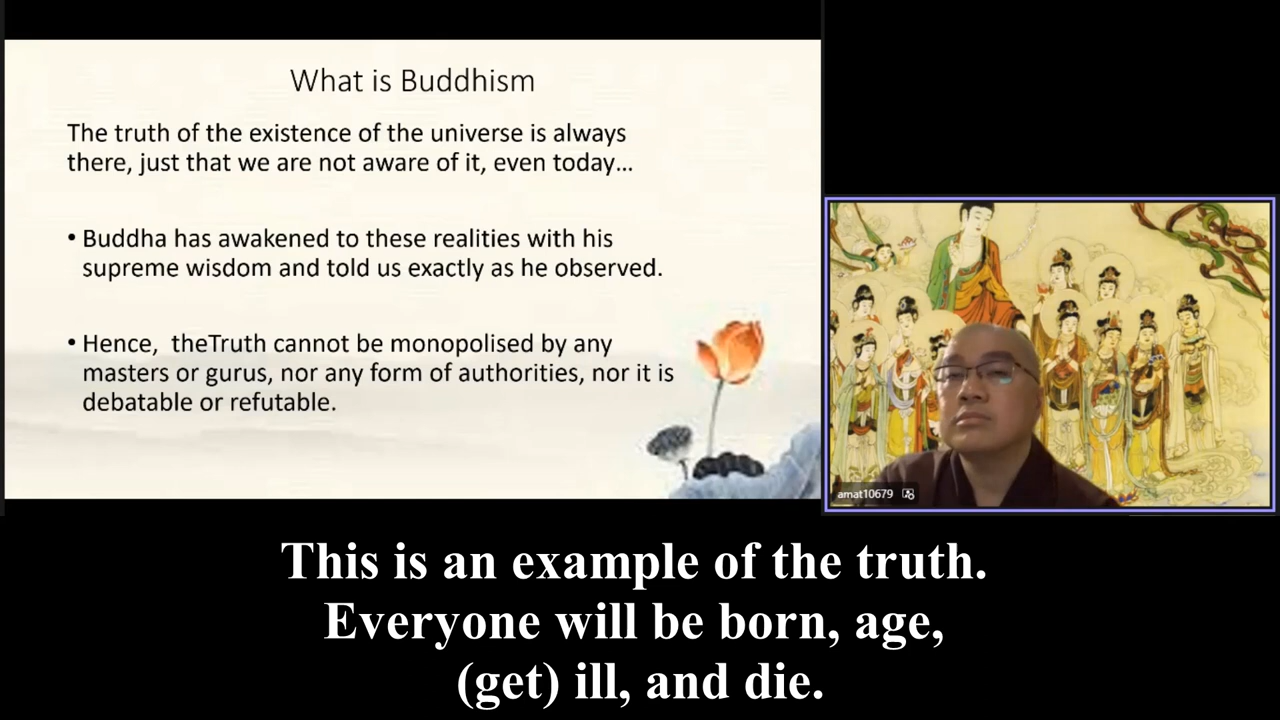 What is Buddhism
The truth of the existence of the universe is always
there, just that we are not aware of it, even today...
• Buddha has awakened to these realities with his
supreme wisdom and told us exactly as he observed.
• Hence,  theTruth cannot be monopolised by any
masters or gurus, nor any form of authorities, nor it is
debatable or refutable.
amat10679
This is an example of the truth.
Everyone will be born, age,
(get) ill, and die.